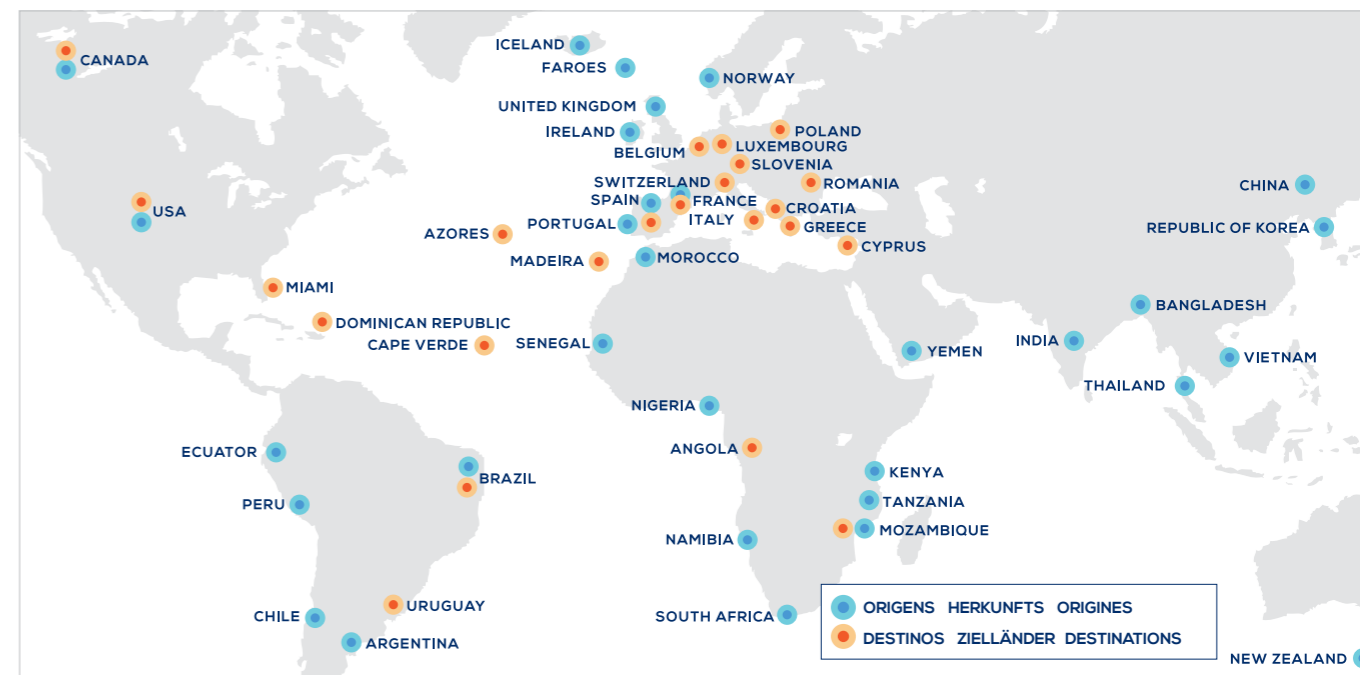 ICELAND
CANADA
FAROES
NORWAY
UNITED KINGDOM
IRELAND
POLAND
LUXEMBOURG
BELGIUM
SLOVENIA
SWITZERLAND
ROMANIA
CHINA
SPAIN
FRANCE
CROATIA
USA
ITALY
PORTUGAL
GREECE
REPUBLIC OF KOREA
AZORES
CYPRUS
MADEIRA
MOROCCO
MIAMI
BANGLADESH
DOMINICAN REPUBLIC
INDIA
CAPE VERDE
SENEGAL
YEMEN
VIETNAM
THAILAND
NIGERIA
ANGOLA
ECUADOR
KENYA
BRAZIL
PERU
TANZANIA
MOZAMBIQUE
NAMIBIA
URUGUAY
ORIGENS HERKUNFTS ORIGINES
CHILE
SOUTH AFRICA
DESTINOS ZIELLÄNDER DESTINATIONS
ARGENTINA
NEW ZEALAND